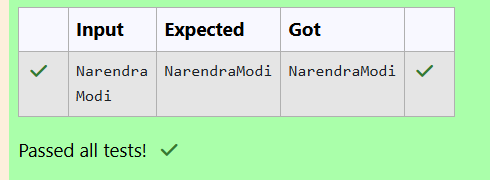 Input Expected Got
Narendra NarendraModi NarendraModi
Modi
Passed all tests!